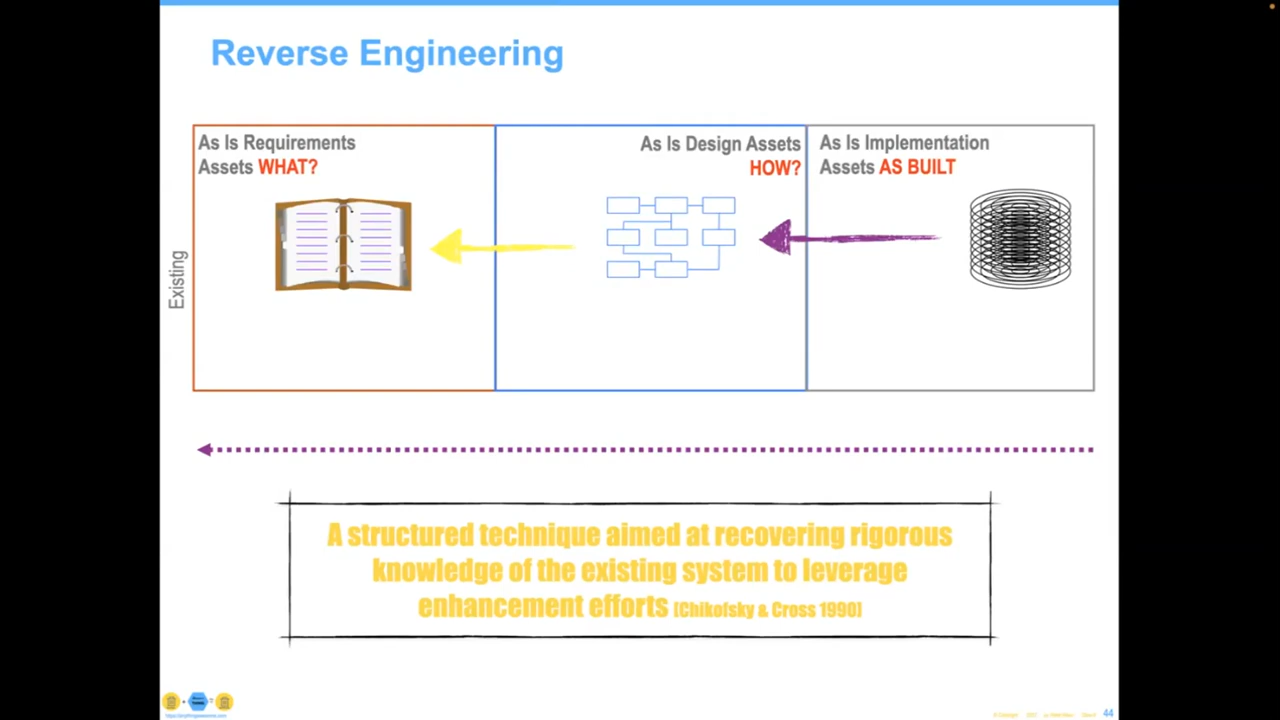 Reverse Engineering
As Is Requirements
Assets WHAT?
As Is Design Assets
HOW?
As Is Implementation
Assets AS BUILT
Existing
A structured technique aimed at recovering rigorous
knowledge of the existing system to leverage
enhancement efforts [Chikofsky & Cross 1990]
44